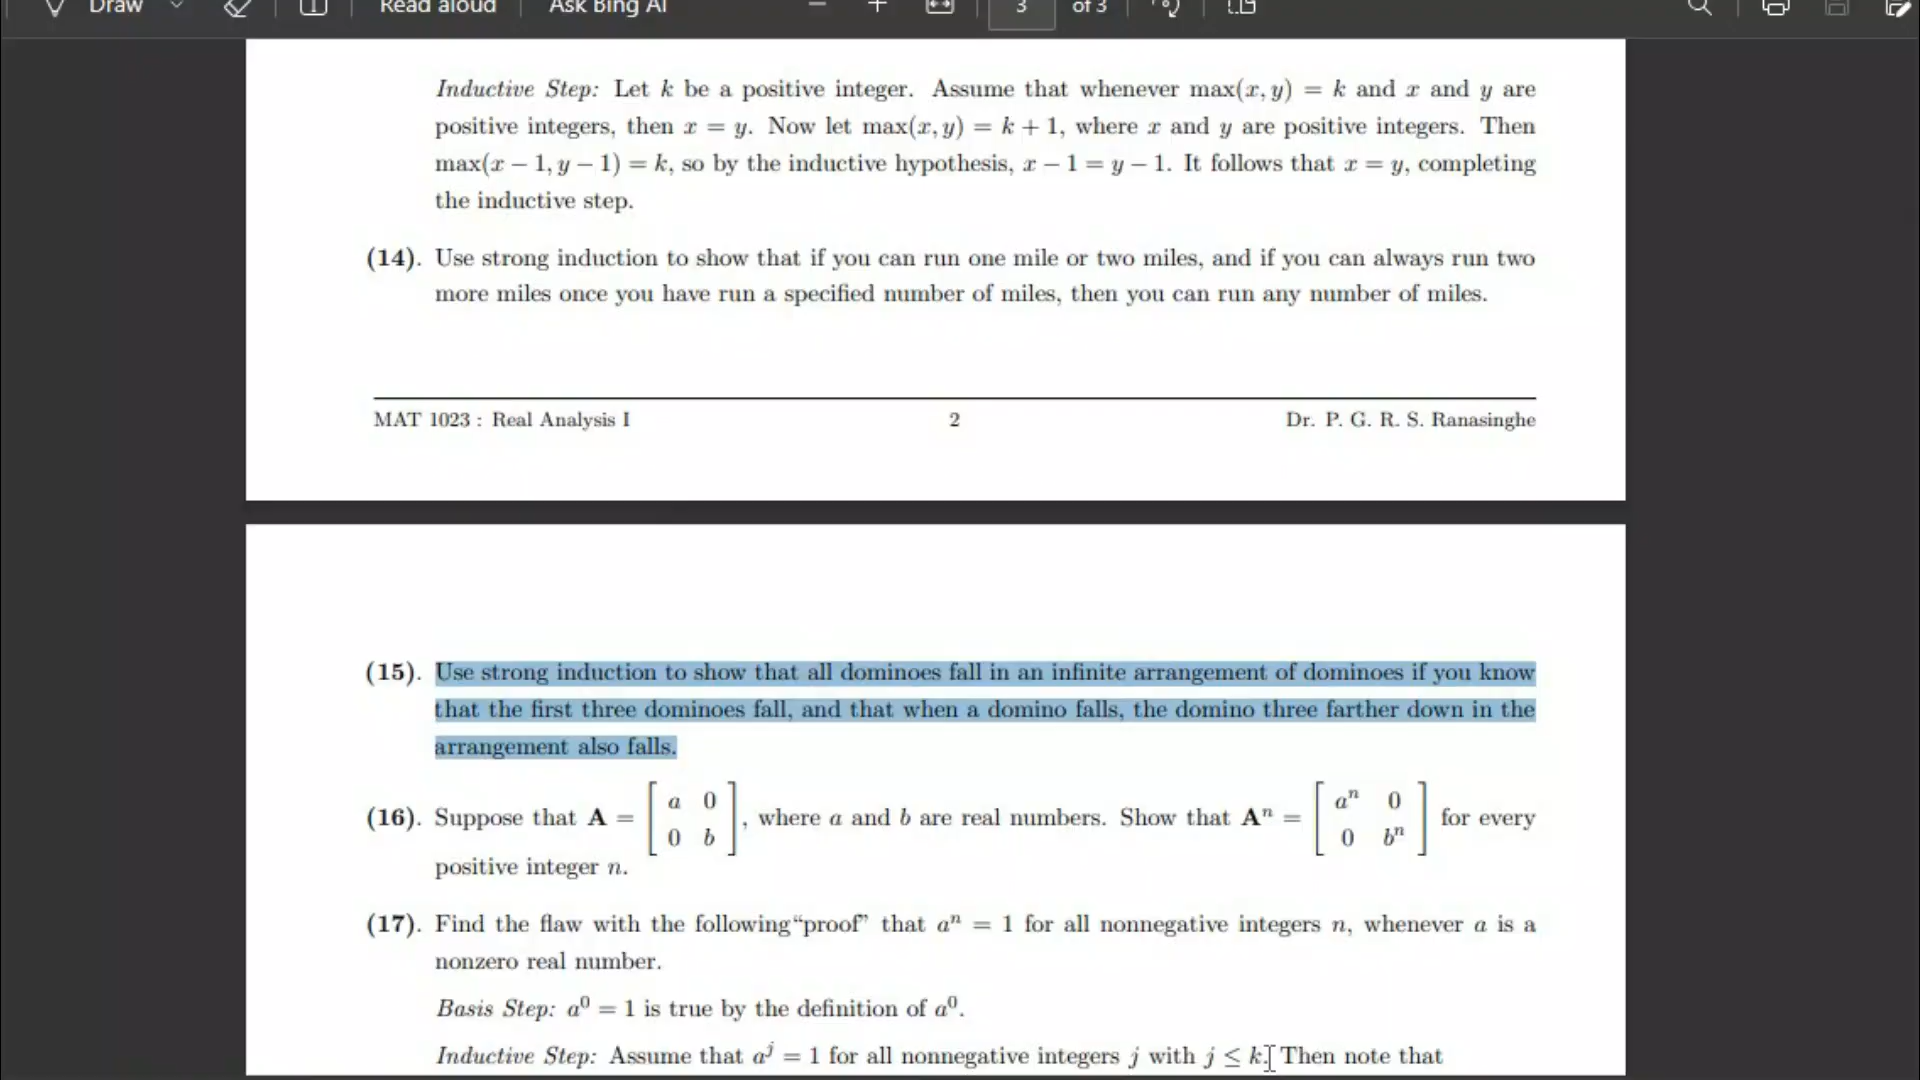 Draw
Read aloud
Ask Bing AI
3 of 3
Inductive Step: Let k be a positive integer. Assume that whenever max(x, y) = k and x and y are
positive integers, then x = y. Now let max(x, y) = k + 1, where x and y are positive integers. Then
max(x − 1, y − 1) = k, so by the inductive hypothesis, x − 1 = y − 1. It follows that x = y, completing
the inductive step.
(14). Use strong induction to show that if you can run one mile or two miles, and if you can always run two
more miles once you have run a specified number of miles, then you can run any number of miles.
MAT 1023 : Real Analysis I 2 Dr. P. G. R. S. Ranasinghe
(15). Use strong induction to show that all dominoes fall in an infinite arrangement of dominoes if you know
that the first three dominoes fall, and that when a domino falls, the domino three farther down in the
arrangement also falls.
(16). Suppose that A = [ a 0 ; 0 b ], where a and b are real numbers. Show that Aⁿ = [ aⁿ 0 ; 0 bⁿ ] for every
positive integer n.
(17). Find the flaw with the following“proof” that aⁿ = 1 for all nonnegative integers n, whenever a is a
nonzero real number.
Basis Step: a⁰ = 1 is true by the definition of a⁰.
Inductive Step: Assume that aʲ = 1 for all nonnegative integers j with j ≤ k. Then note that